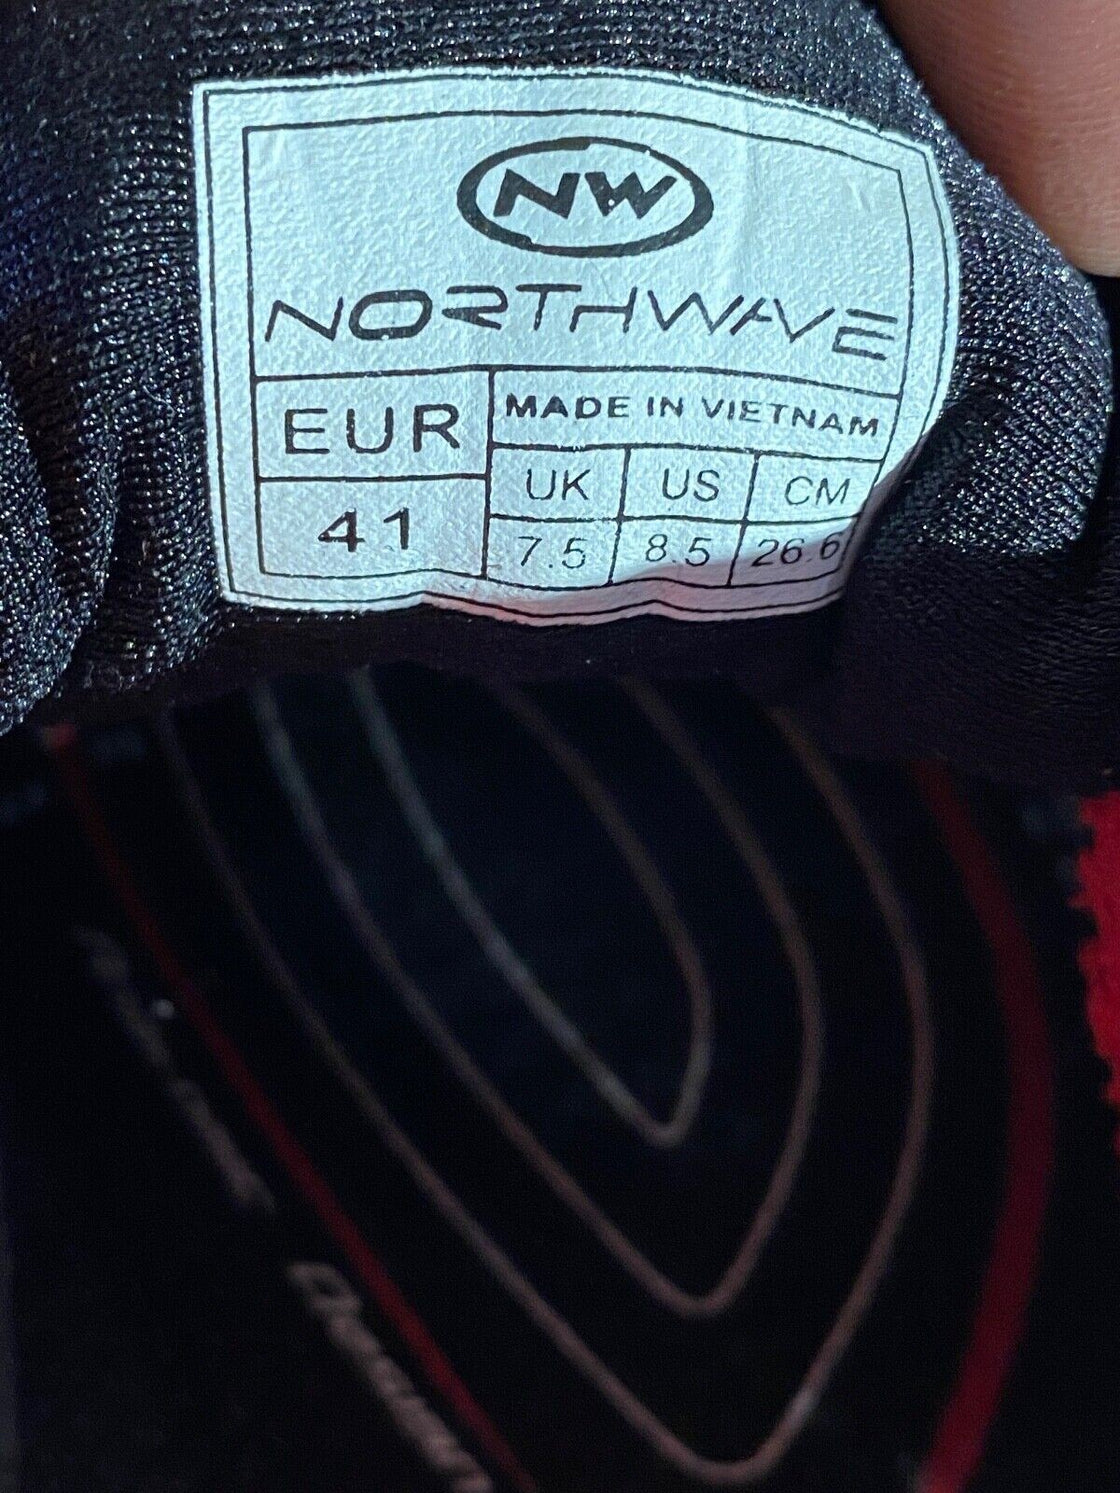 NW
NORTHWAVE
EUR
MADE IN VIETNAM
UK US CM
41
7.5 8.5 26.6